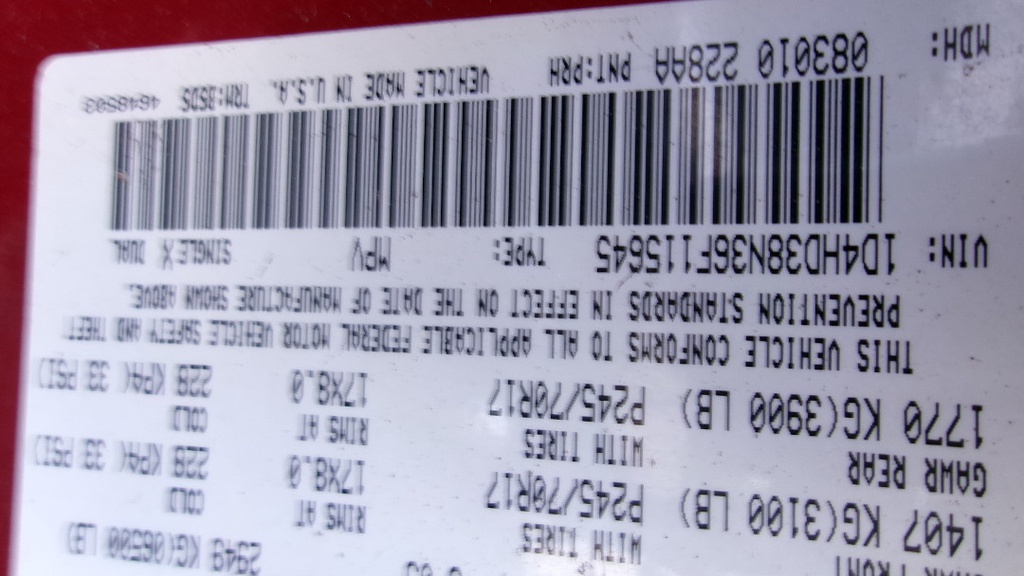 2949 KG(06500 LB)
FRONT WITH TIRES RIMS AT COLD
1407 KG(3100 LB) P245/70R17 17X8.0 228 KPA( 33 PSI)
GAWR REAR WITH TIRES RIMS AT COLD
1770 KG(3900 LB) P245/70R17 17X8.0 228 KPA( 33 PSI)
THIS VEHICLE CONFORMS TO ALL APPLICABLE FEDERAL MOTOR VEHICLE SAFETY AND THEFT
PREVENTION STANDARDS IN EFFECT ON THE DATE OF MANUFACTURE SHOWN ABOVE.
VIN: 1D4HD38N36F115645 TYPE: MPV SINGLE X DUAL
MDH: 083010 228AA PNT:PRH VEHICLE MADE IN U.S.A. TRM:BSDS 4648503